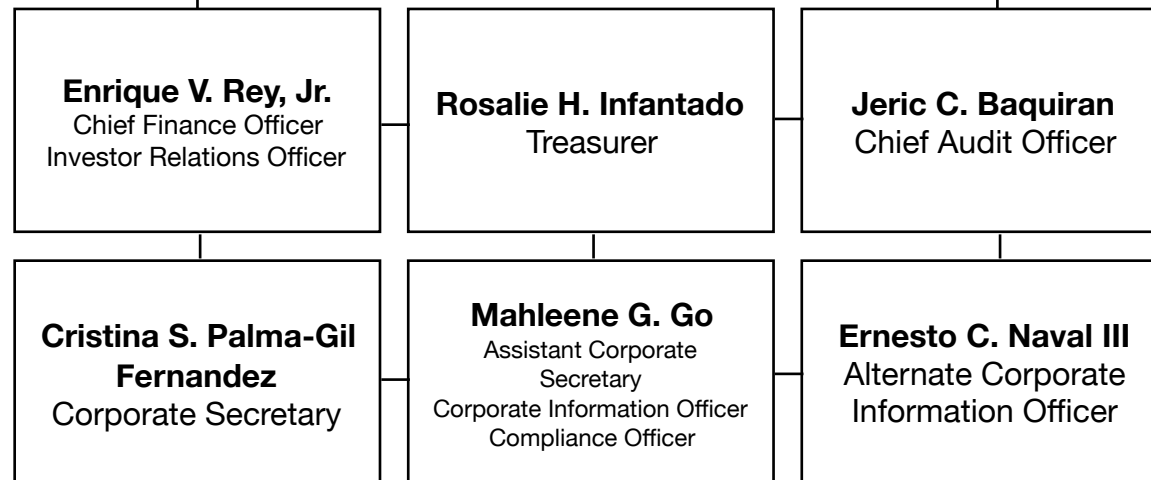 Enrique V. Rey, Jr.
Chief Finance Officer
Investor Relations Officer
Rosalie H. Infantado
Treasurer
Jeric C. Baquiran
Chief Audit Officer
Cristina S. Palma-Gil
Fernandez
Corporate Secretary
Mahleene G. Go
Assistant Corporate
Secretary
Corporate Information Officer
Compliance Officer
Ernesto C. Naval III
Alternate Corporate
Information Officer